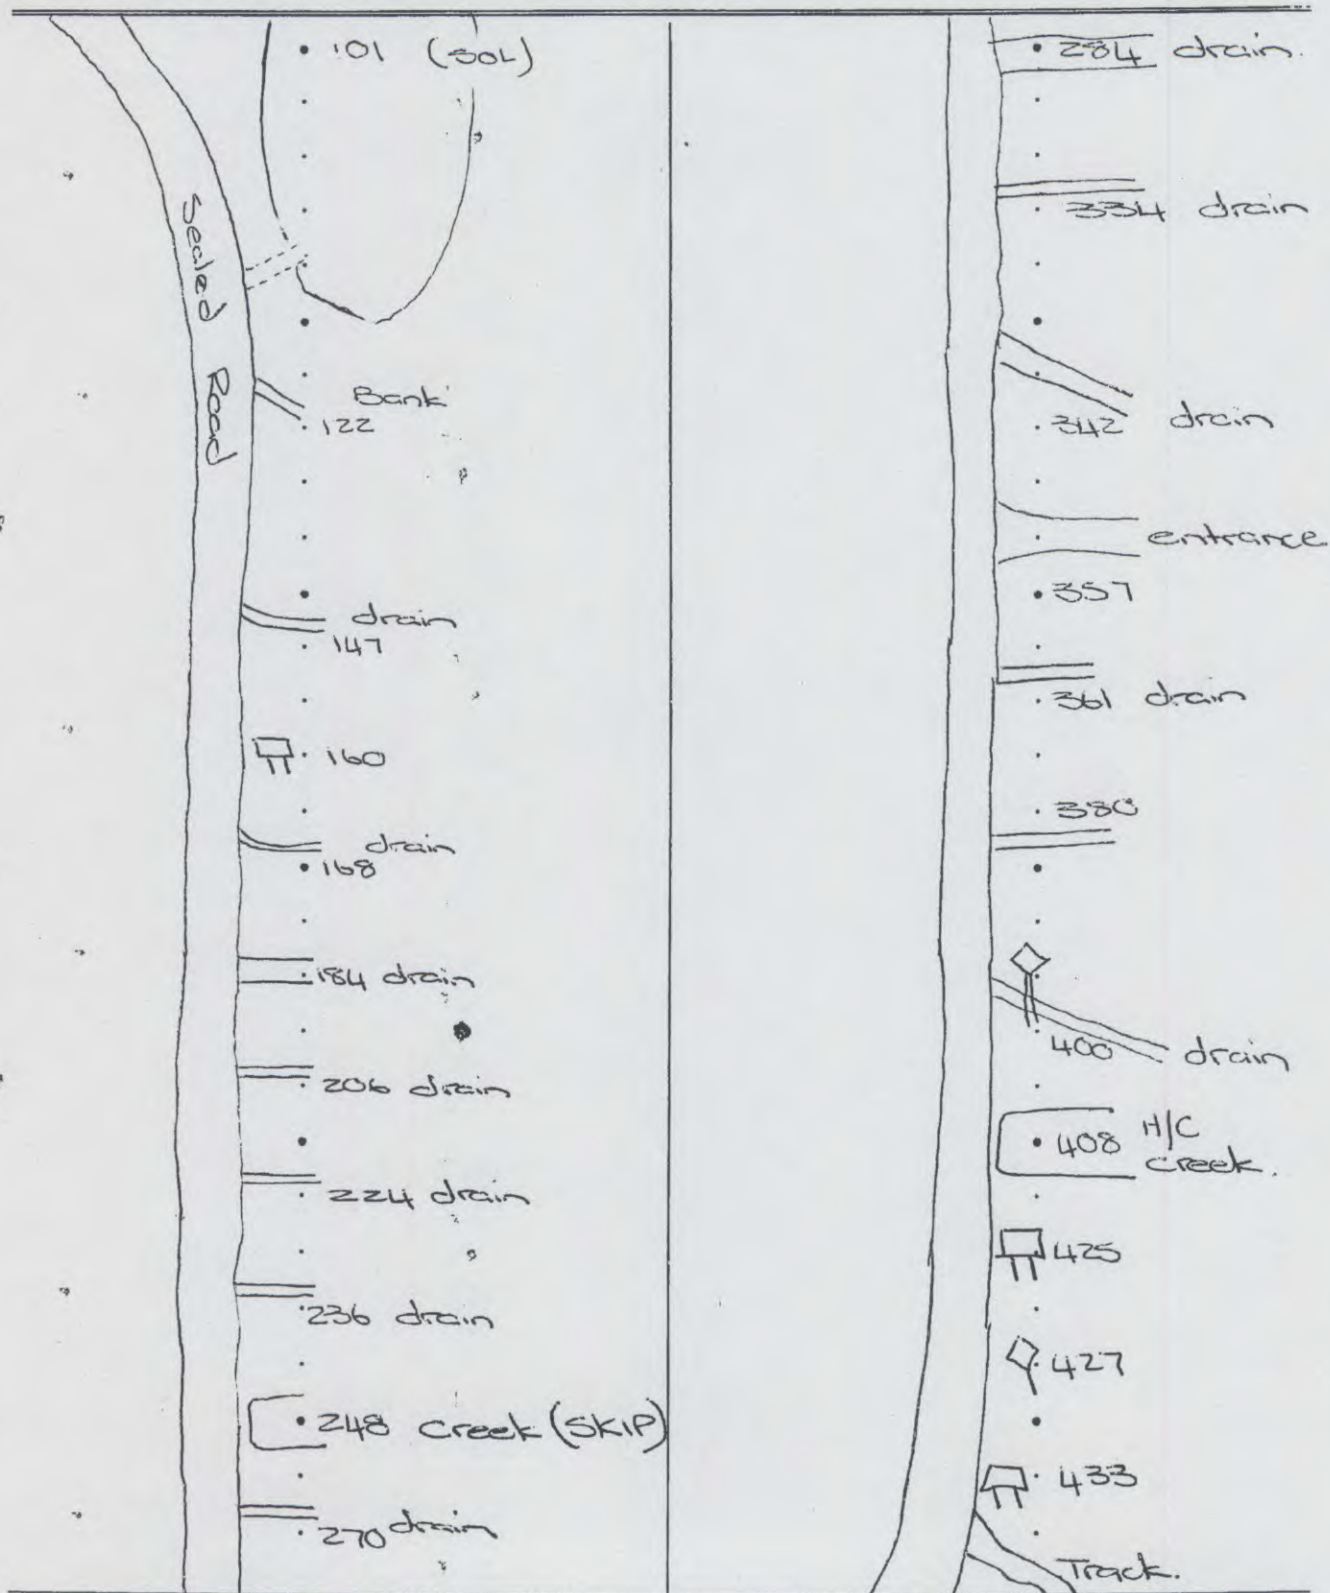 101 (SOL)
Sealed Road
Bank
122
drain
147
160
drain
168
184 drain
206 drain
224 drain
236 drain
248 Creek (SKIP)
270 drain
284 drain.
334 drain
342 drain
entrance
357
361 drain
380
400 drain
408 H/C
Creek.
425
427
433
Track.